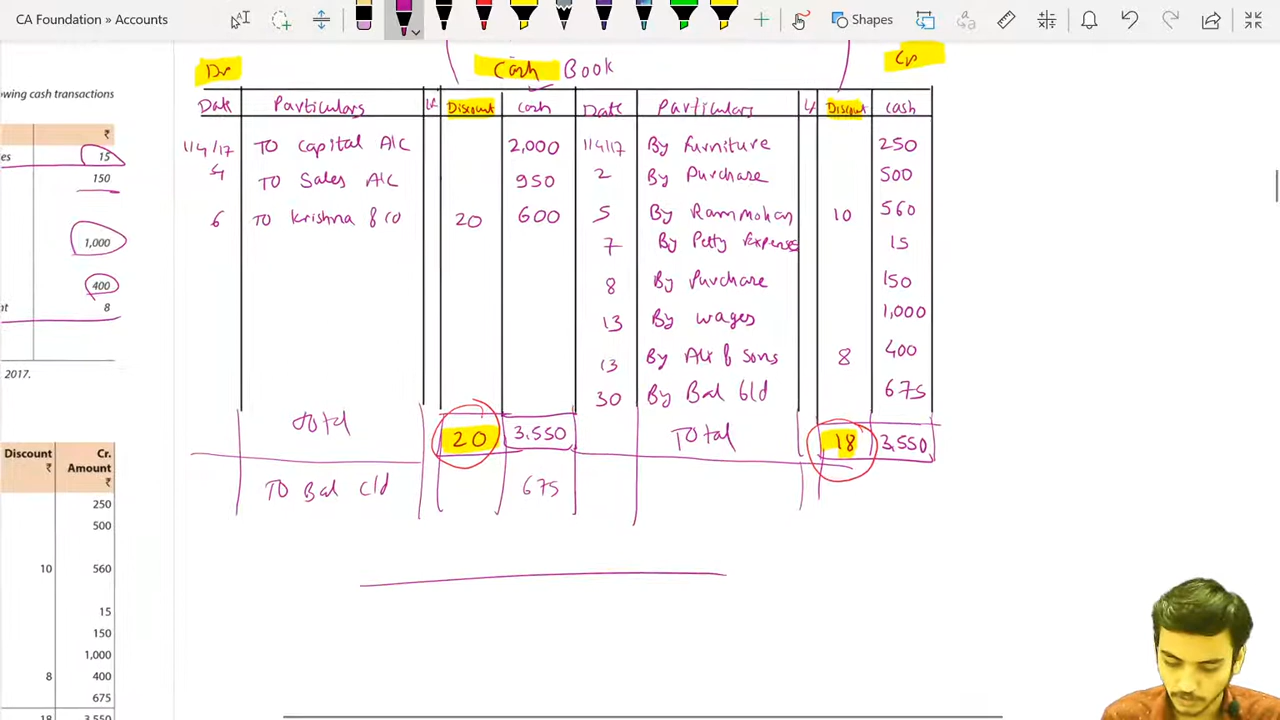 CA Foundation » Accounts
Shapes
Dr
Cash Book
Cr
owing cash transactions
Date Particulars Discount Cash Date Particulars Discount Cash
₹
es 15
150
1,000
400
nt 8
2017.
1/4/17 TO Capital A/C 2,000 1/4/17 By Furniture 250
TO Sales A/C 950 2 By Purchase 500
6 TO Krishna & co 20 600 5 By Rammohan 10 560
7 By Petty Expenses 15
8 By Purchase 150
13 By wages 1,000
13 By 8 400
30 By Bal 675
Total 20 3,550 Total 18 3,550
TO Bal c/d 675
Discount Cr.
₹ Amount
₹
250
500
10 560
15
150
1,000
8 400
675
18 3,550